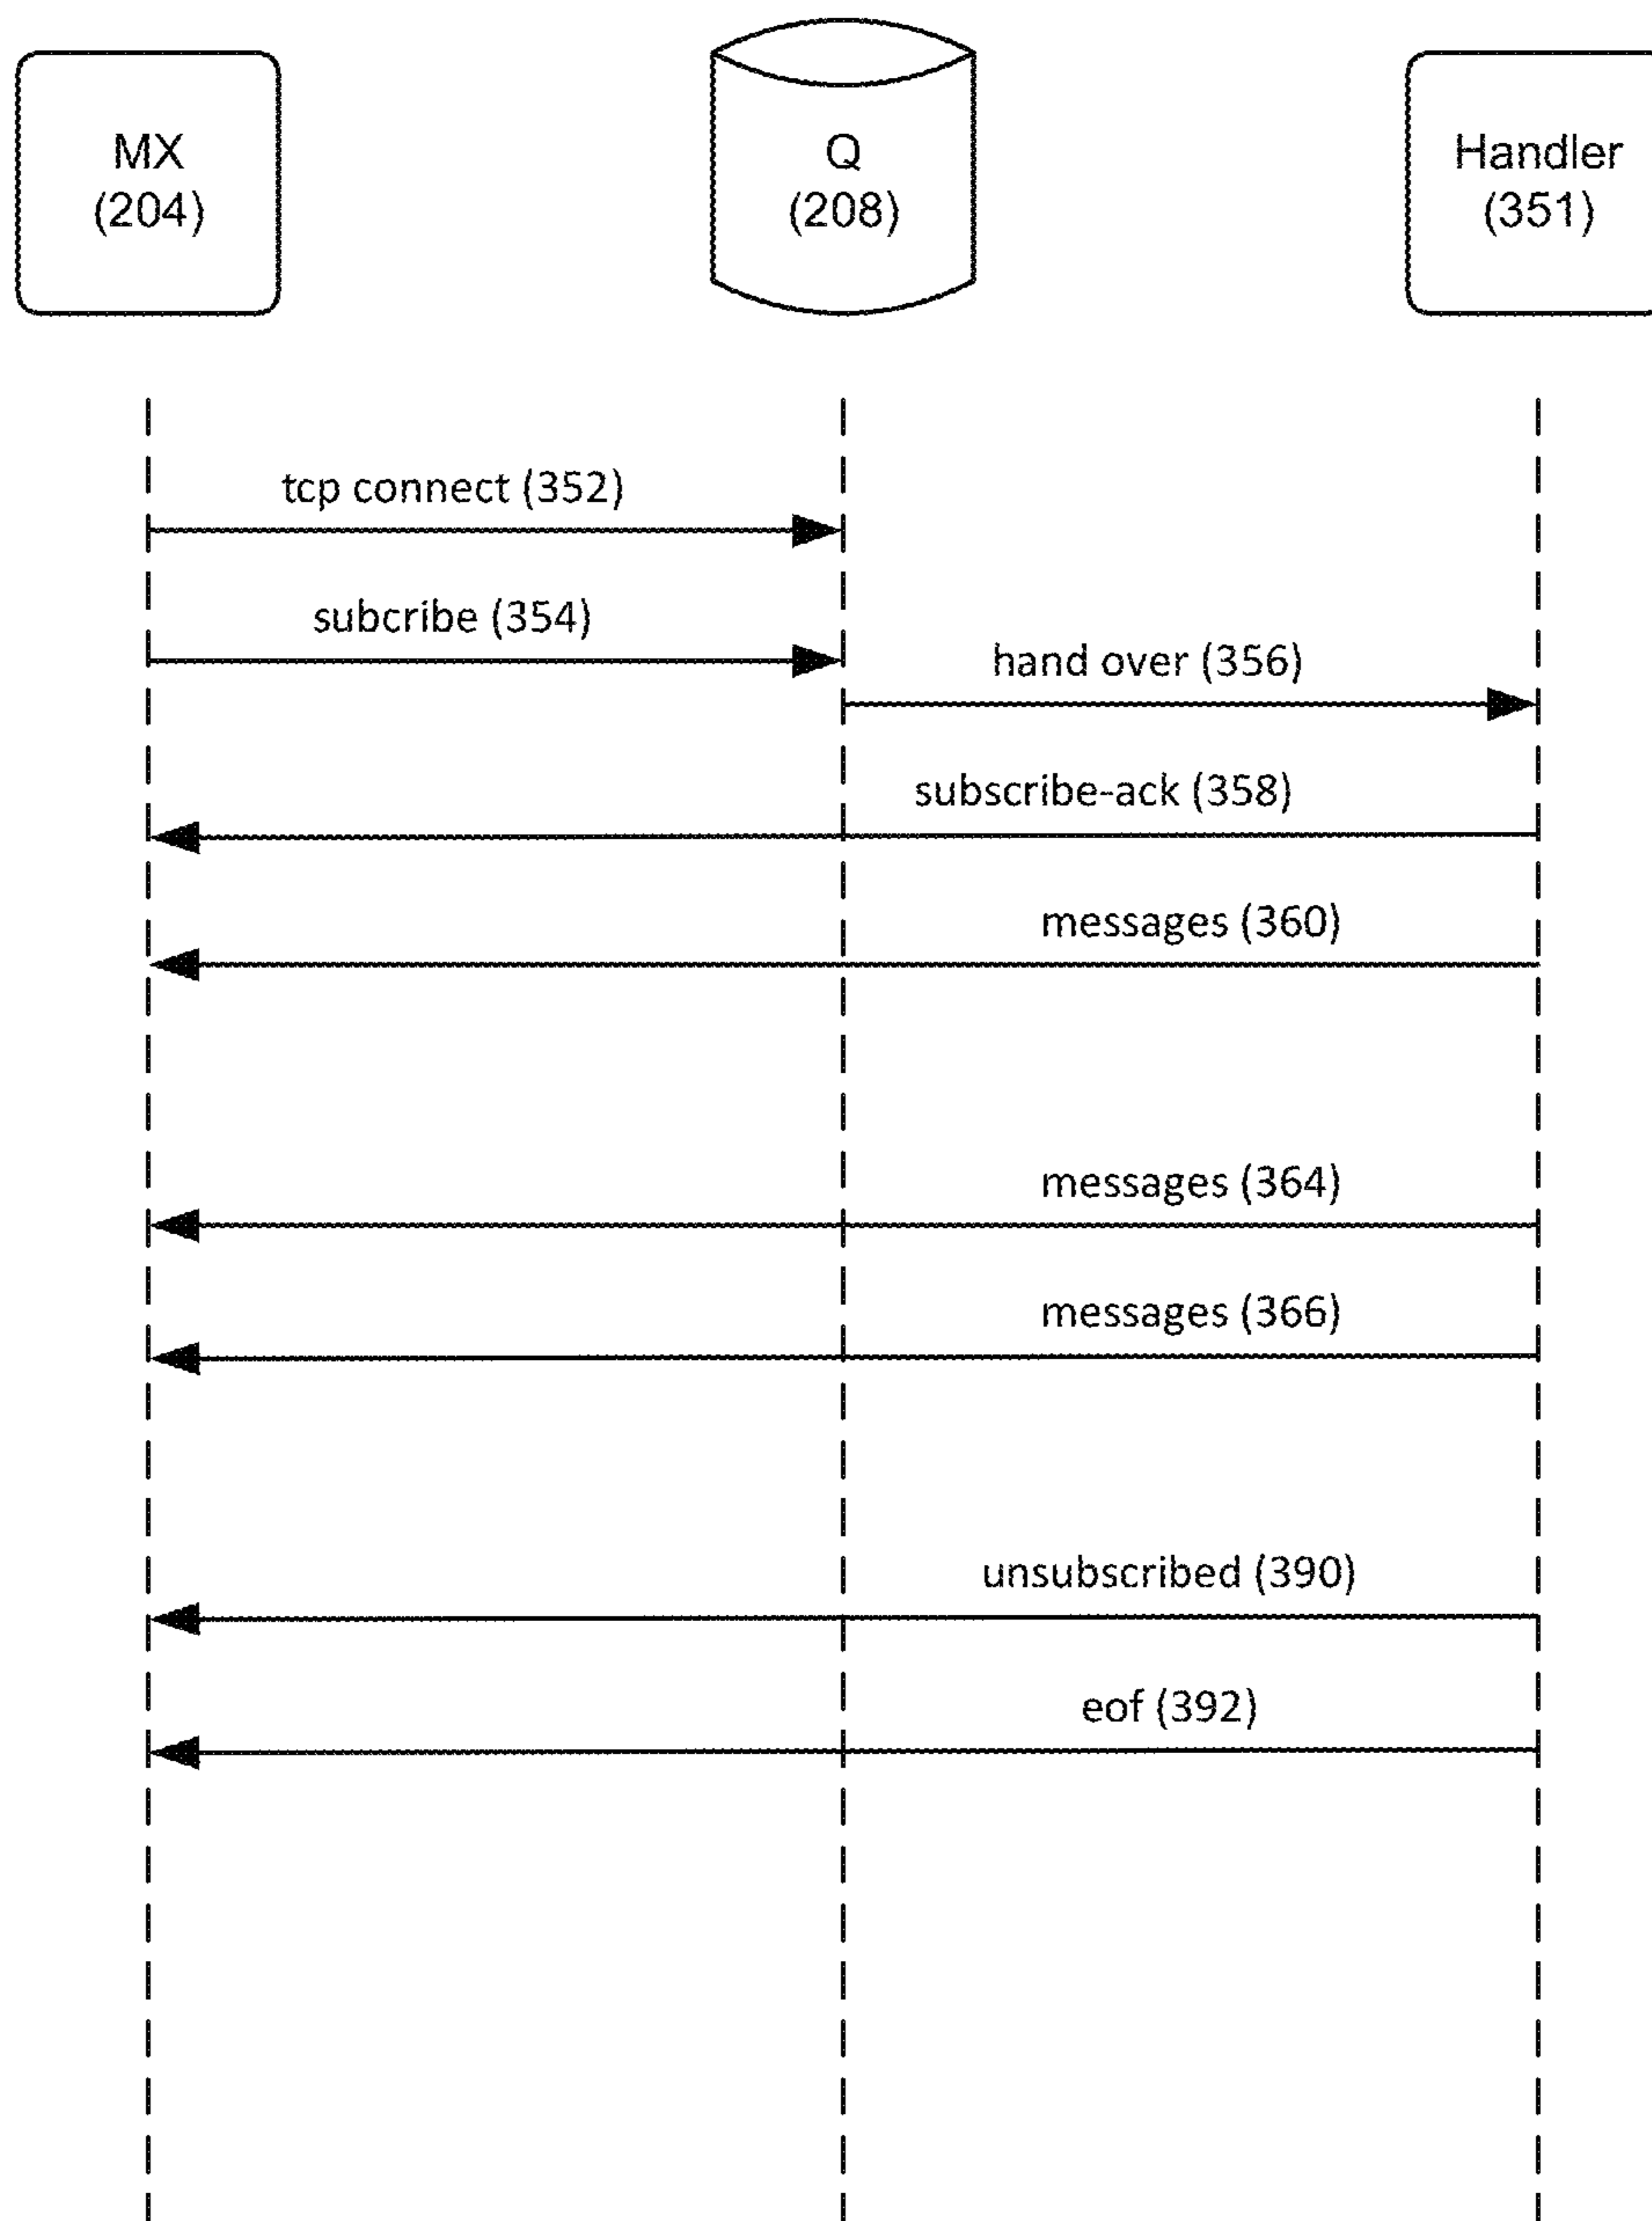 MX
(204)
Q
(208)
Handler
(351)
tcp connect (352)
subcribe (354)
hand over (356)
subscribe-ack (358)
messages (360)
messages (364)
messages (366)
unsubscribed (390)
eof (392)